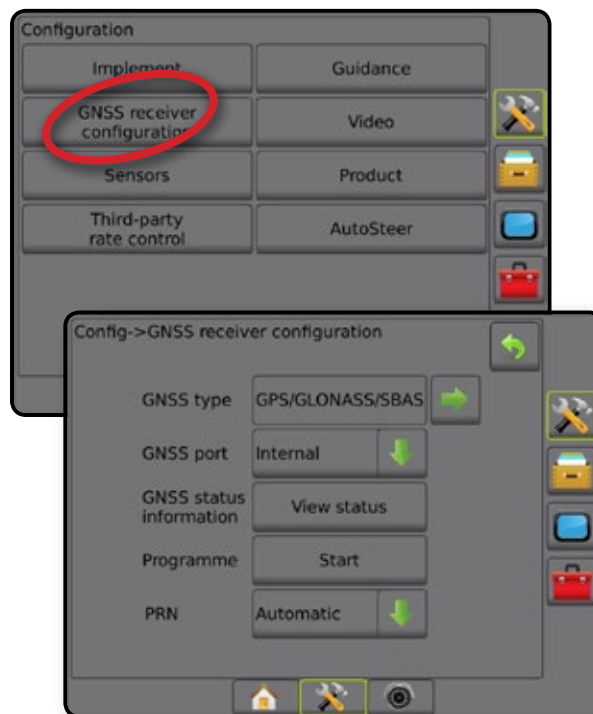 Configuration
Implement
Guidance
GNSS receiver
configuration
Video
Sensors
Product
Third-party
rate control
AutoSteer
Config->GNSS receiver configuration
GNSS type
GPS/GLONASS/SBAS
GNSS port
Internal
GNSS status
information
View status
Programme
Start
PRN
Automatic